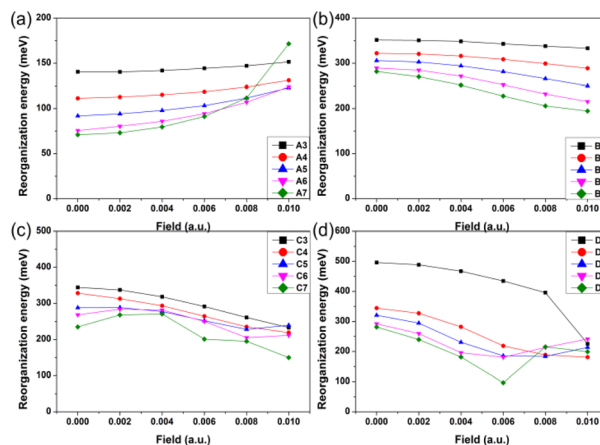 (a)
200
150
100
50
0
Reorganization energy (meV)
0.000 0.002 0.004 0.006 0.008 0.010
Field (a.u.)
A3
A4
A5
A6
A7
(b)
400
300
200
100
0
Reorganization energy (meV)
0.000 0.002 0.004 0.006 0.008 0.010
Field (a.u.)
B
B
B
B
B
(c)
500
400
300
200
100
0
Reorganization energy (meV)
0.000 0.002 0.004 0.006 0.008 0.010
Field (a.u.)
C3
C4
C5
C6
C7
(d)
600
500
400
300
200
100
0
Reorganization energy (meV)
0.000 0.002 0.004 0.006 0.008 0.010
Field (a.u.)
D
D
D
D
D